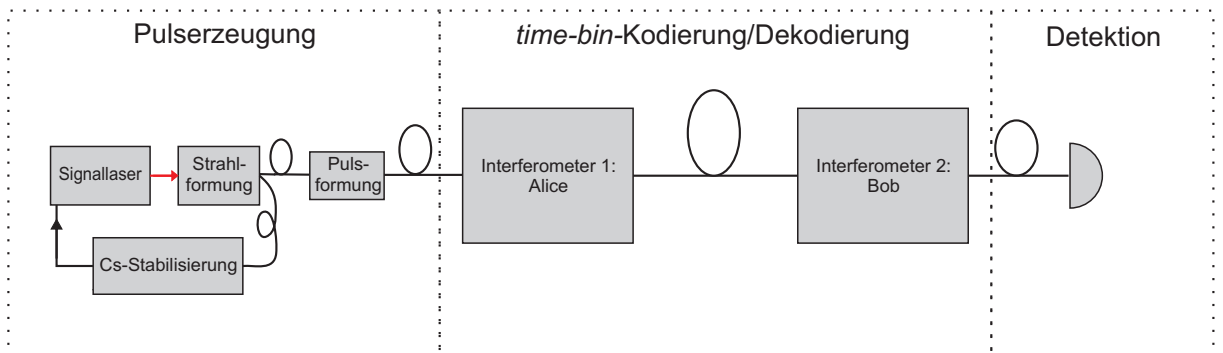 Pulserzeugung
time-bin-Kodierung/Dekodierung
Detektion
Signallaser
Strahl-
formung
Puls-
formung
Cs-Stabilisierung
Interferometer 1:
Alice
Interferometer 2:
Bob